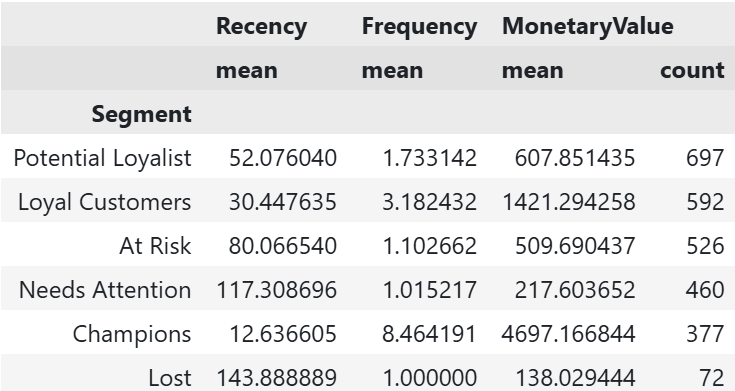 Recency Frequency MonetaryValue
mean mean mean count
Segment
Potential Loyalist 52.076040 1.733142 607.851435 697
Loyal Customers 30.447635 3.182432 1421.294258 592
At Risk 80.066540 1.102662 509.690437 526
Needs Attention 117.308696 1.015217 217.603652 460
Champions 12.636605 8.464191 4697.166844 377
Lost 143.888889 1.000000 138.029444 72